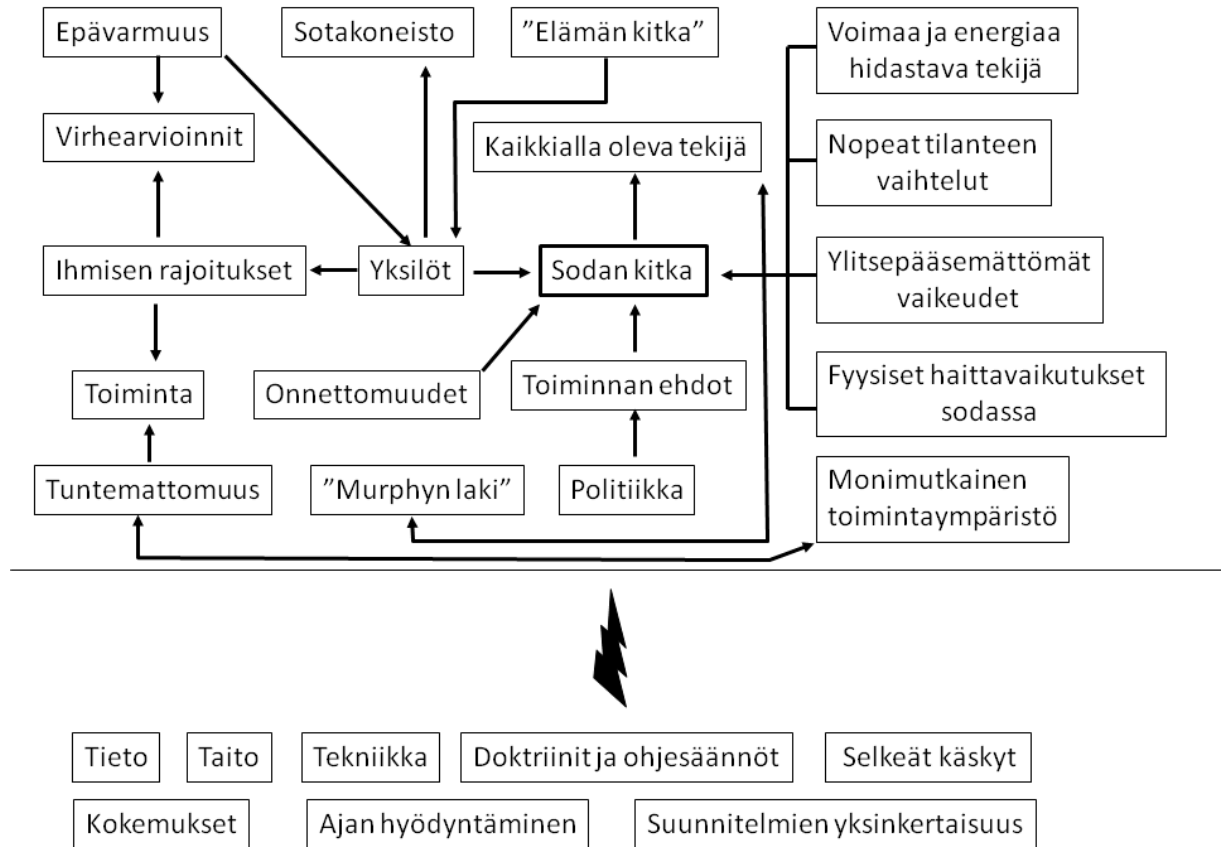 Epävarmuus
Sotakoneisto
”Elämän kitka”
Voimaa ja energiaa
hidastava tekijä
Virhearvioinnit
Kaikkialla oleva tekijä
Nopeat tilanteen
vaihtelut
Ihmisen rajoitukset
Yksilöt
Sodan kitka
Ylitsepääsemättömät
vaikeudet
Toiminta
Onnettomuudet
Toiminnan ehdot
Fyysiset haittavaikutukset
sodassa
Tuntemattomuus
”Murphyn laki”
Politiikka
Monimutkainen
toimintaympäristö
Tieto
Taito
Tekniikka
Doktriinit ja ohjesäännöt
Selkeät käskyt
Kokemukset
Ajan hyödyntäminen
Suunnitelmien yksinkertaisuus